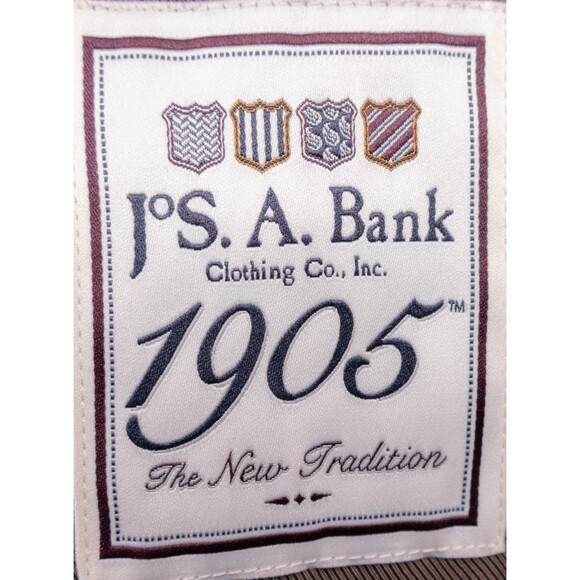 JoS. A. Bank
Clothing Co., Inc.
1905™
The New Tradition